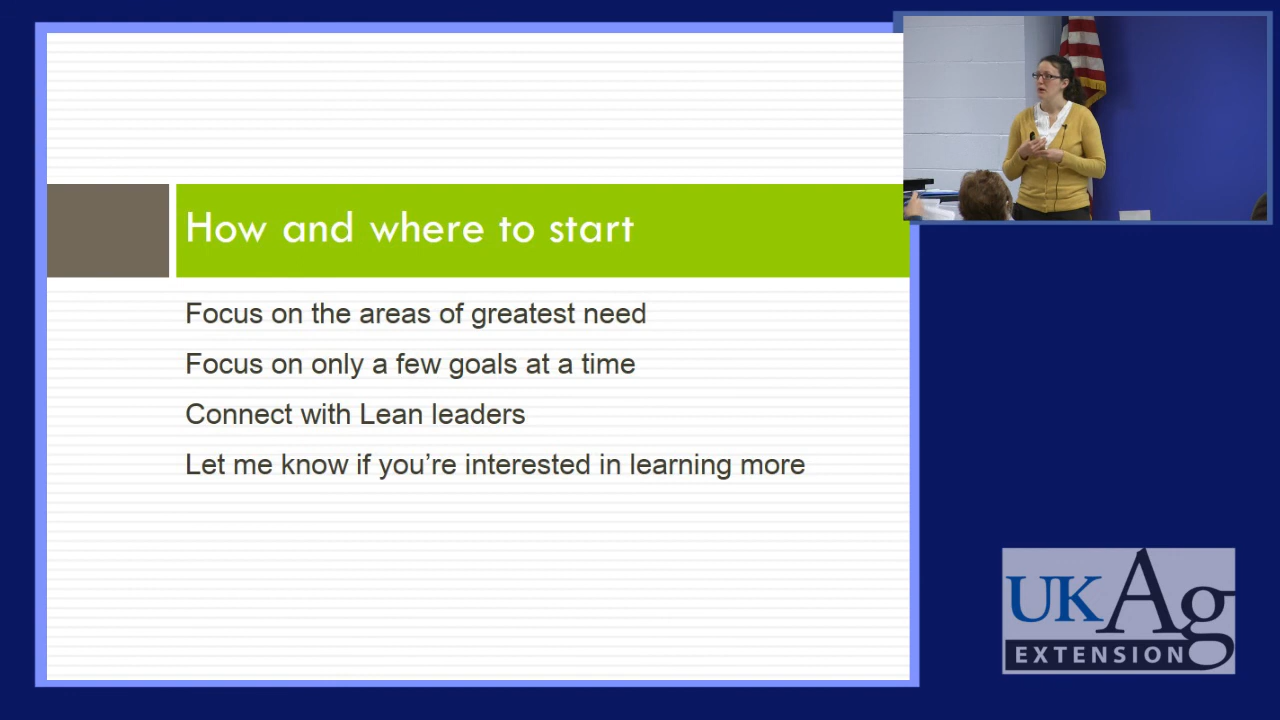 How and where to start
Focus on the areas of greatest need
Focus on only a few goals at a time
Connect with Lean leaders
Let me know if you’re interested in learning more
UKAg
EXTENSION